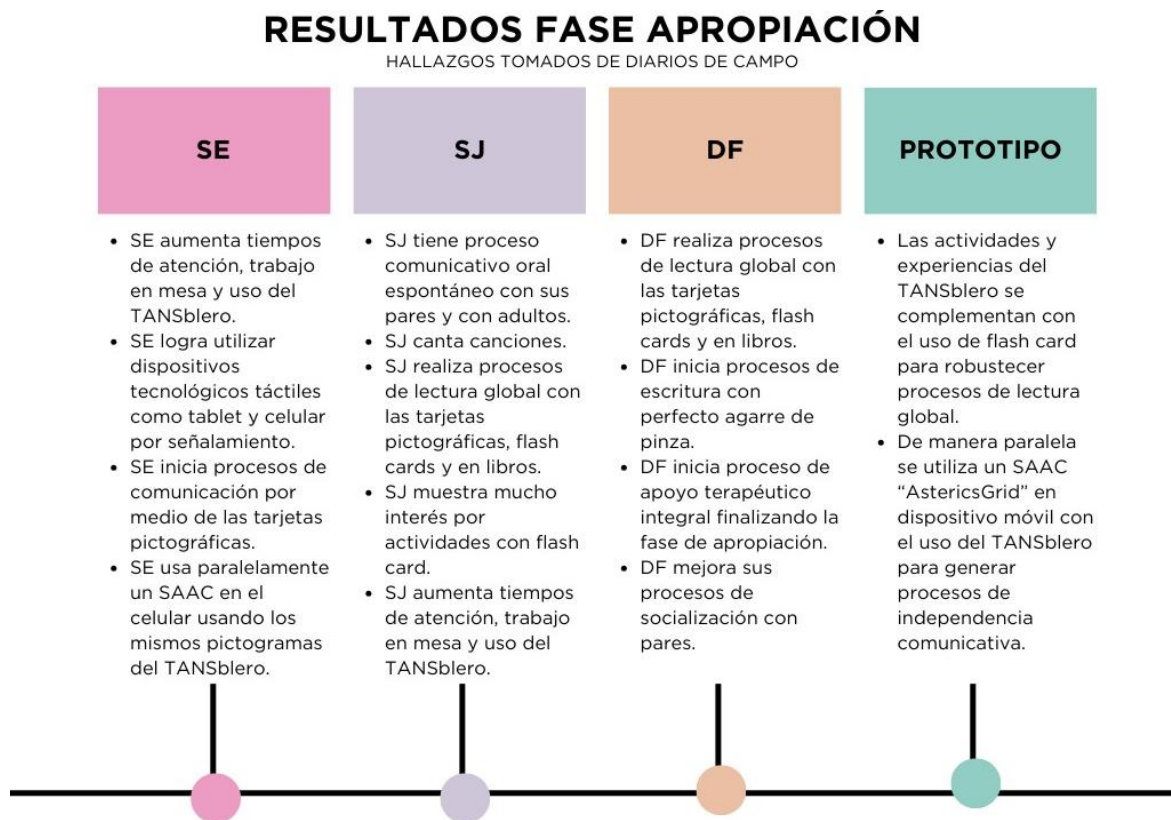 RESULTADOS FASE APROPIACIÓN
HALLAZGOS TOMADOS DE DIARIOS DE CAMPO
SE
• SE aumenta tiempos
de atención, trabajo
en mesa y uso del
TANSblero.
• SE logra utilizar
dispositivos
tecnológicos táctiles
como tablet y celular
por señalamiento.
• SE inicia procesos de
comunicación por
medio de las tarjetas
pictográficas.
• SE usa paralelamente
un SAAC en el
celular usando los
mismos pictogramas
del TANSblero.
SJ
• SJ tiene proceso
comunicativo oral
espontáneo con sus
pares y con adultos.
• SJ canta canciones.
• SJ realiza procesos
de lectura global con
las tarjetas
pictográficas, flash
cards y en libros.
• SJ muestra mucho
interés por
actividades con flash
card.
• SJ aumenta tiempos
de atención, trabajo
en mesa y uso del
TANSblero.
DF
• DF realiza procesos
de lectura global con
las tarjetas
pictográficas, flash
cards y en libros.
• DF inicia procesos de
escritura con
perfecto agarre de
pinza.
• DF inicia proceso de
apoyo terapéutico
integral finalizando la
fase de apropiación.
• DF mejora sus
procesos de
socialización con
pares.
PROTOTIPO
• Las actividades y
experiencias del
TANSblero se
complementan con
el uso de flash card
para robustecer
procesos de lectura
global.
• De manera paralela
se utiliza un SAAC
“AstericsGrid” en
dispositivo móvil con
el uso del TANSblero
para generar
procesos de
independencia
comunicativa.